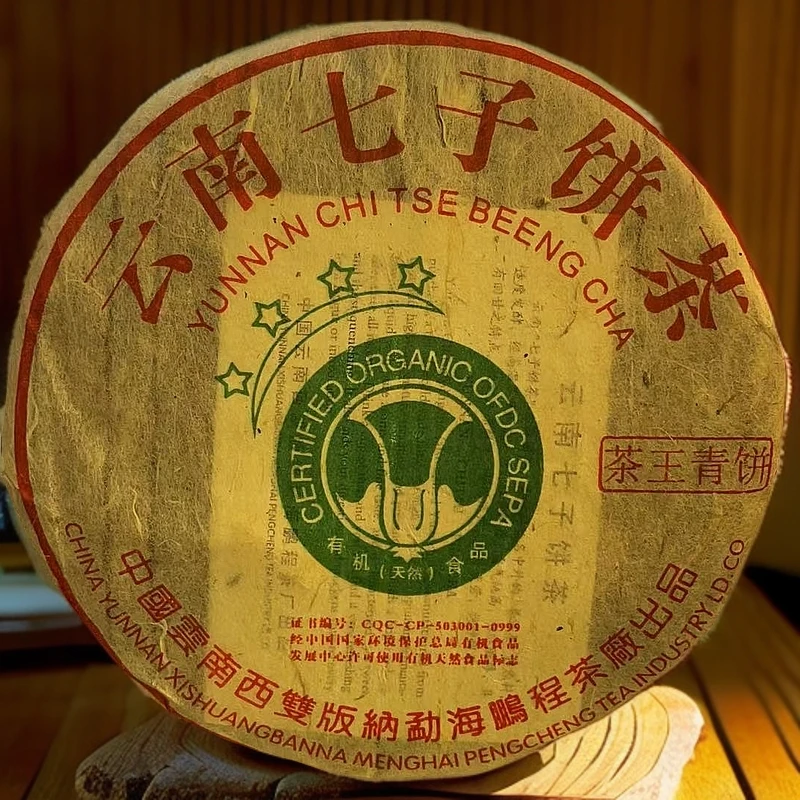 云南七子饼茶
YUNNAN CHI TSE BEENG CHA
CERTIFIED ORGANIC OFDC SEPA
有机(天然)食品
茶王青饼
证书编号: CQC-CP-503001-0999
经中国国家环境保护总局有机食品
发展中心许可使用有机天然食品标志
中國雲南西雙版納勐海鵬程茶廠出品
CHINA YUNNAN XISHUANGBANNA MENGHAI PENGCHENG TEA INDUSTRY LD.CO
云南七子饼茶